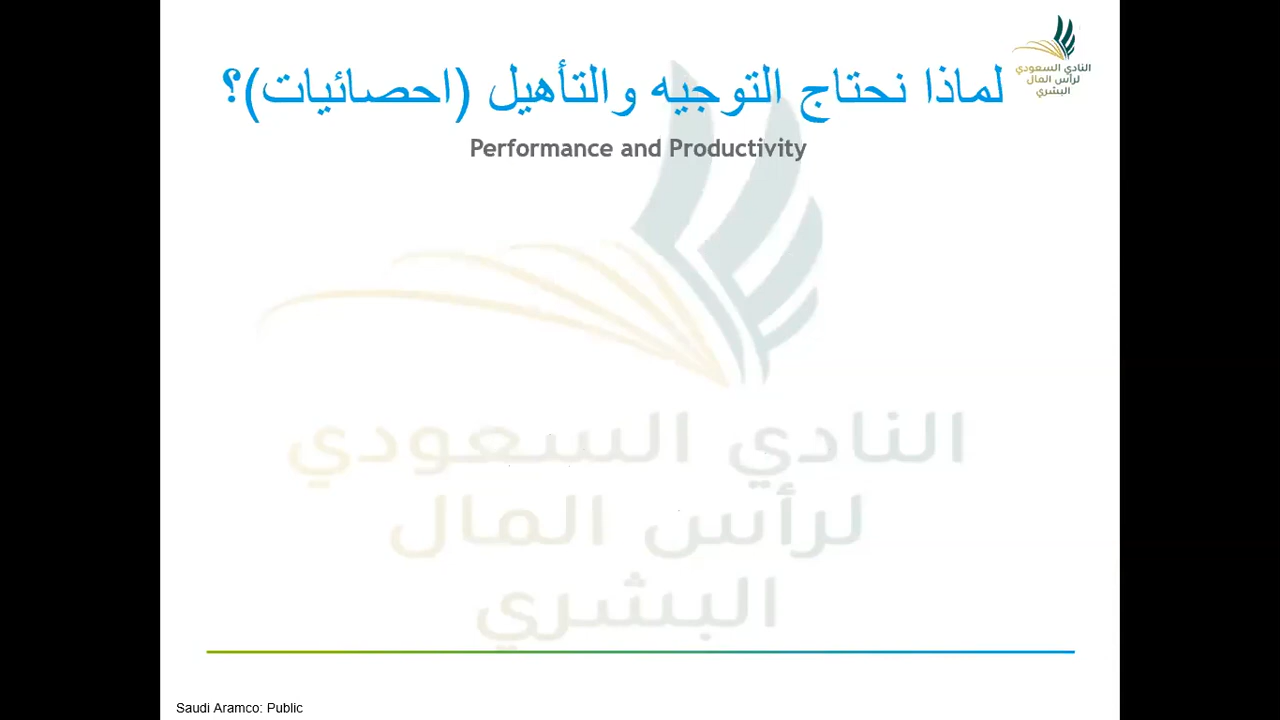 النادي السعودي
لرأس المال
البشري
لماذا نحتاج التوجيه والتأهيل (احصائيات)؟
Performance and Productivity
النادي السعودي
لرأس المال
البشري
Saudi Aramco: Public